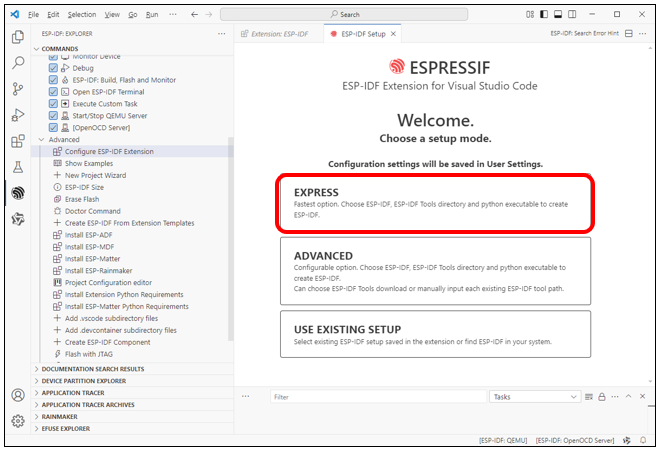 File Edit Selection View Go Run ···
Search
ESP-IDF: EXPLORER ···
COMMANDS
Monitor Device
Debug
ESP-IDF: Build, Flash and Monitor
Open ESP-IDF Terminal
Execute Custom Task
Start/Stop QEMU Server
[OpenOCD Server]
Advanced
Configure ESP-IDF Extension
Show Examples
New Project Wizard
ESP-IDF Size
Erase Flash
Doctor Command
Create ESP-IDF From Extension Templates
Install ESP-ADF
Install ESP-MDF
Install ESP-Matter
Install ESP-Rainmaker
Project Configuration editor
Install Extension Python Requirements
Install ESP-Matter Python Requirements
Add .vscode subdirectory files
Add .devcontainer subdirectory files
Create ESP-IDF Component
Flash with JTAG
DOCUMENTATION SEARCH RESULTS
DEVICE PARTITION EXPLORER
APPLICATION TRACER
APPLICATION TRACER ARCHIVES
RAINMAKER
EFUSE EXPLORER
Extension: ESP-IDF
ESP-IDF Setup
ESP-IDF: Search Error Hint ···
ESPRESSIF
ESP-IDF Extension for Visual Studio Code
Welcome.
Choose a setup mode.
Configuration settings will be saved in User Settings.
EXPRESS
Fastest option. Choose ESP-IDF, ESP-IDF Tools directory and python executable to create
ESP-IDF.
ADVANCED
Configurable option. Choose ESP-IDF, ESP-IDF Tools directory and python executable to
create ESP-IDF.
Can choose ESP-IDF Tools download or manually input each existing ESP-IDF tool path.
USE EXISTING SETUP
Select existing ESP-IDF setup saved in the extension or find ESP-IDF in your system.
··· Filter Tasks ···
[ESP-IDF: QEMU] [ESP-IDF: OpenOCD Server]